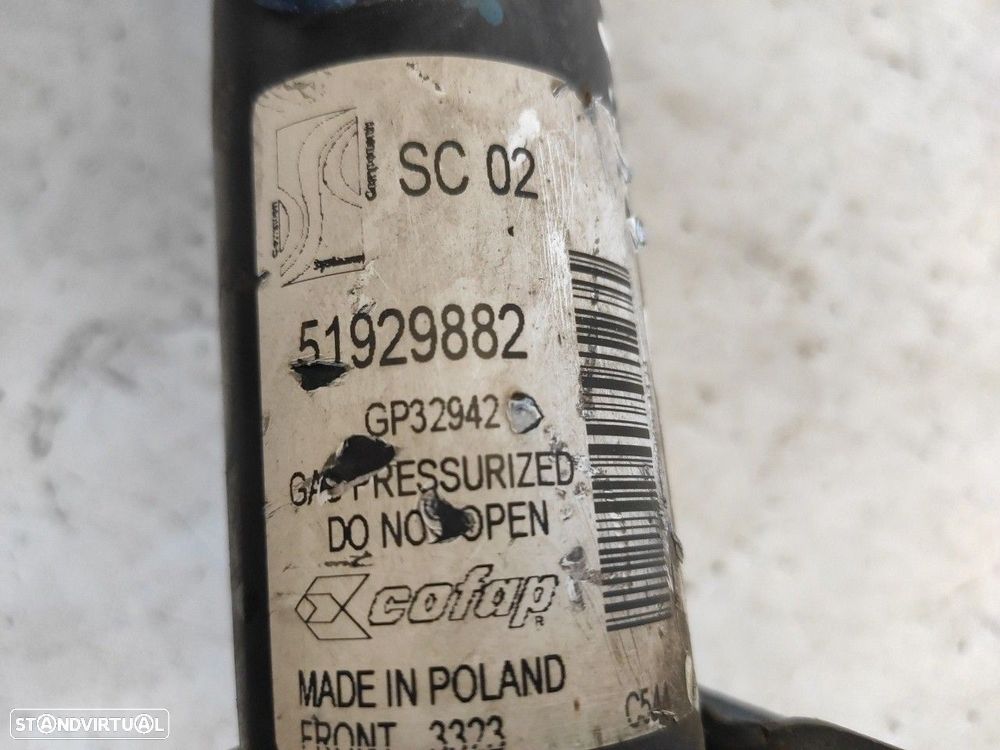 SC 02
51929882
GP32942
GAS PRESSURIZED
DO NOT OPEN
cofap
R
MADE IN POLAND
FRONT 3323
STANDVIRTUAL